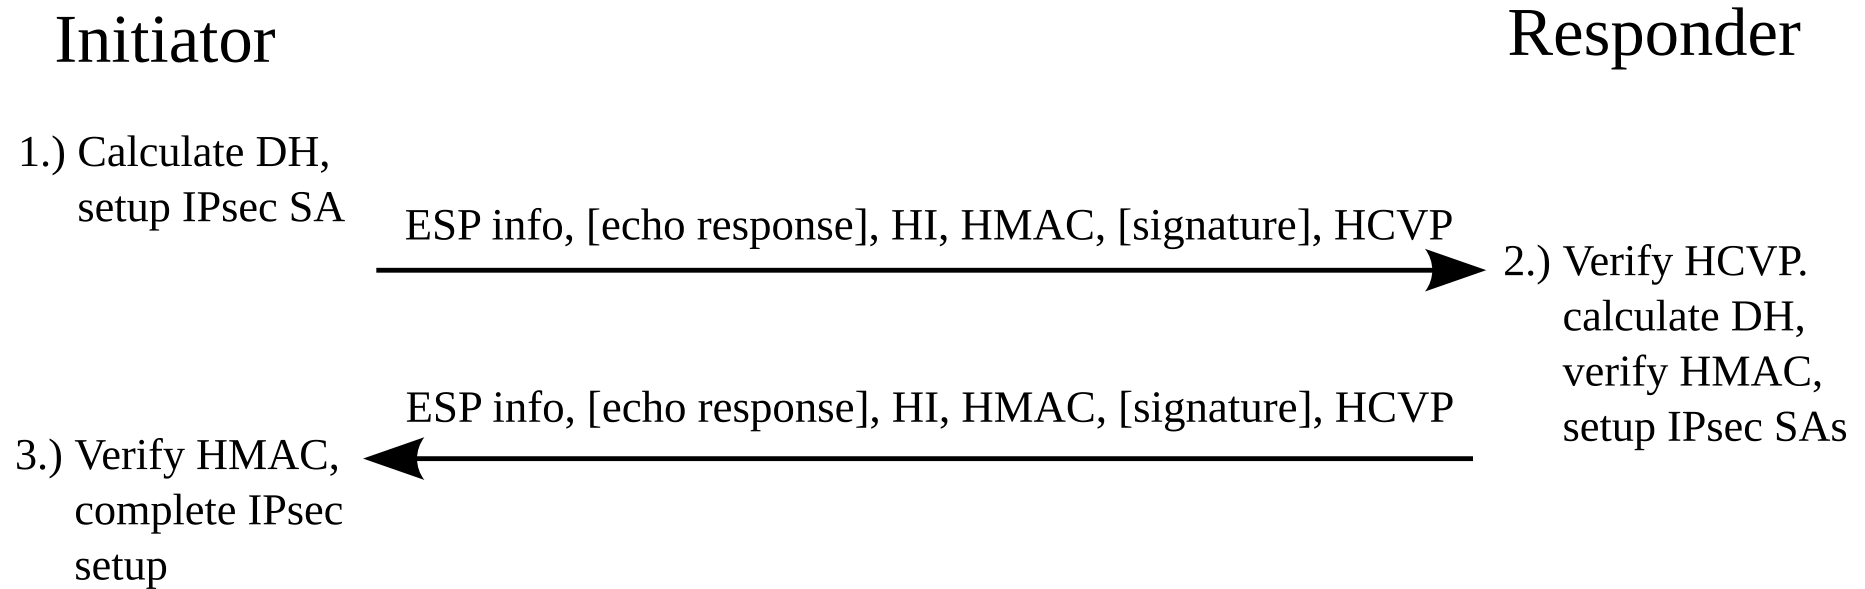 Initiator
Responder
1.) Calculate DH,
setup IPsec SA
ESP info, [echo response], HI, HMAC, [signature], HCVP
2.) Verify HCVP.
calculate DH,
verify HMAC,
setup IPsec SAs
ESP info, [echo response], HI, HMAC, [signature], HCVP
3.) Verify HMAC,
complete IPsec
setup